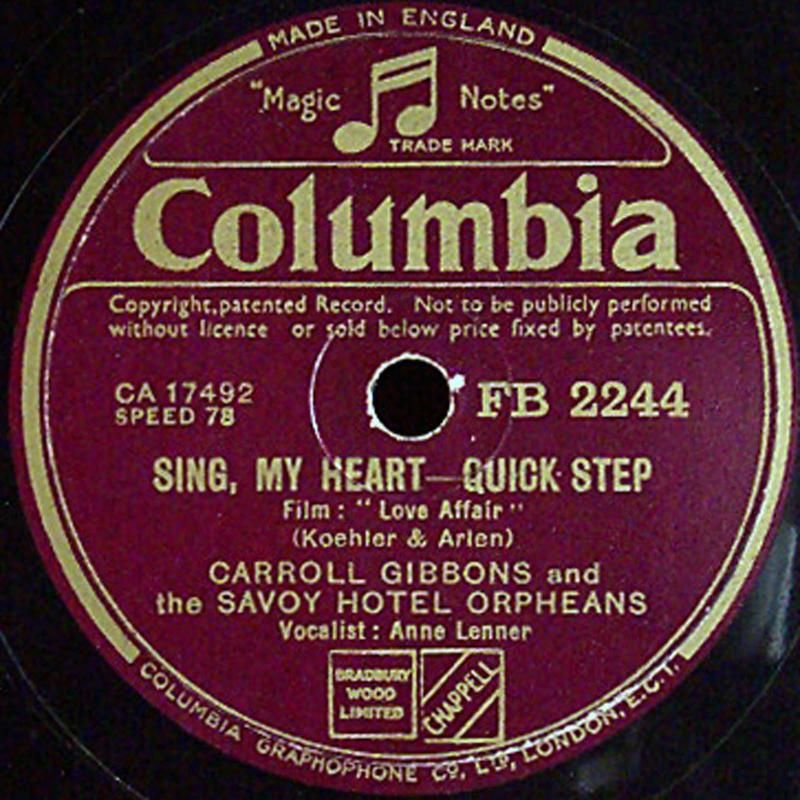 MADE IN ENGLAND
"Magic Notes"
TRADE MARK
Columbia
Copyright, patented Record. Not to be publicly performed
without licence or sold below price fixed by patentees.
CA 17492 FB 2244
SPEED 78
SING, MY HEART—QUICK STEP
Film : "Love Affair"
(Koehler & Arlen)
CARROLL GIBBONS and
the SAVOY HOTEL ORPHEANS
Vocalist : Anne Lenner
BRADBURY
WOOD
LIMITED
CHAPPELL
COLUMBIA GRAPHOPHONE CO. LTD, LONDON, E.C.1.